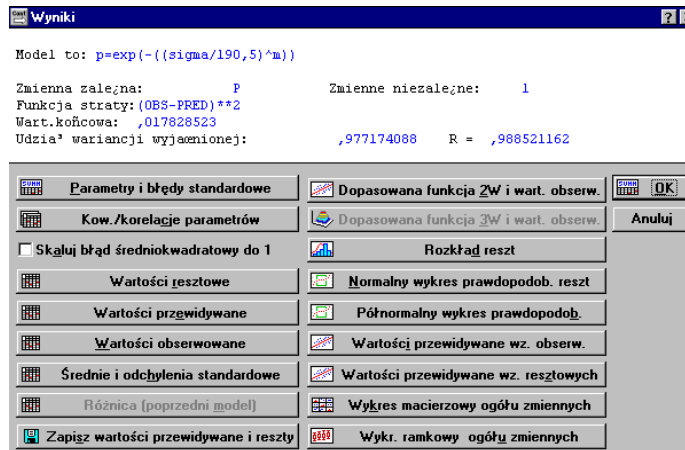 Wyniki
?
Model to: p=exp(-((sigma/190,5)^m))
Zmienna zale¿na: P Zmienne niezale¿ne: 1
Funkcja straty:(OBS-PRED)**2
Wart.końcowa: ,017828523
Udzia³ wariancji wyjaœnionej: ,977174088 R = ,988521162
Parametry i błędy standardowe
Dopasowana funkcja 2W i wart. obserw.
OK
Kow./korelacje parametrów
Dopasowana funkcja 3W i wart. obserw.
Anuluj
Skaluj błąd średniokwadratowy do 1
Rozkład reszt
Wartości resztowe
Normalny wykres prawdopodob. reszt
Wartości przewidywane
Półnormalny wykres prawdopodob.
Wartości obserwowane
Wartości przewidywane wz. obserw.
Średnie i odchylenia standardowe
Wartości przewidywane wz. resztowych
Różnica (poprzedni model)
Wykres macierzowy ogółu zmiennych
Zapisz wartości przewidywane i reszty
Wykr. ramkowy ogółu zmiennych